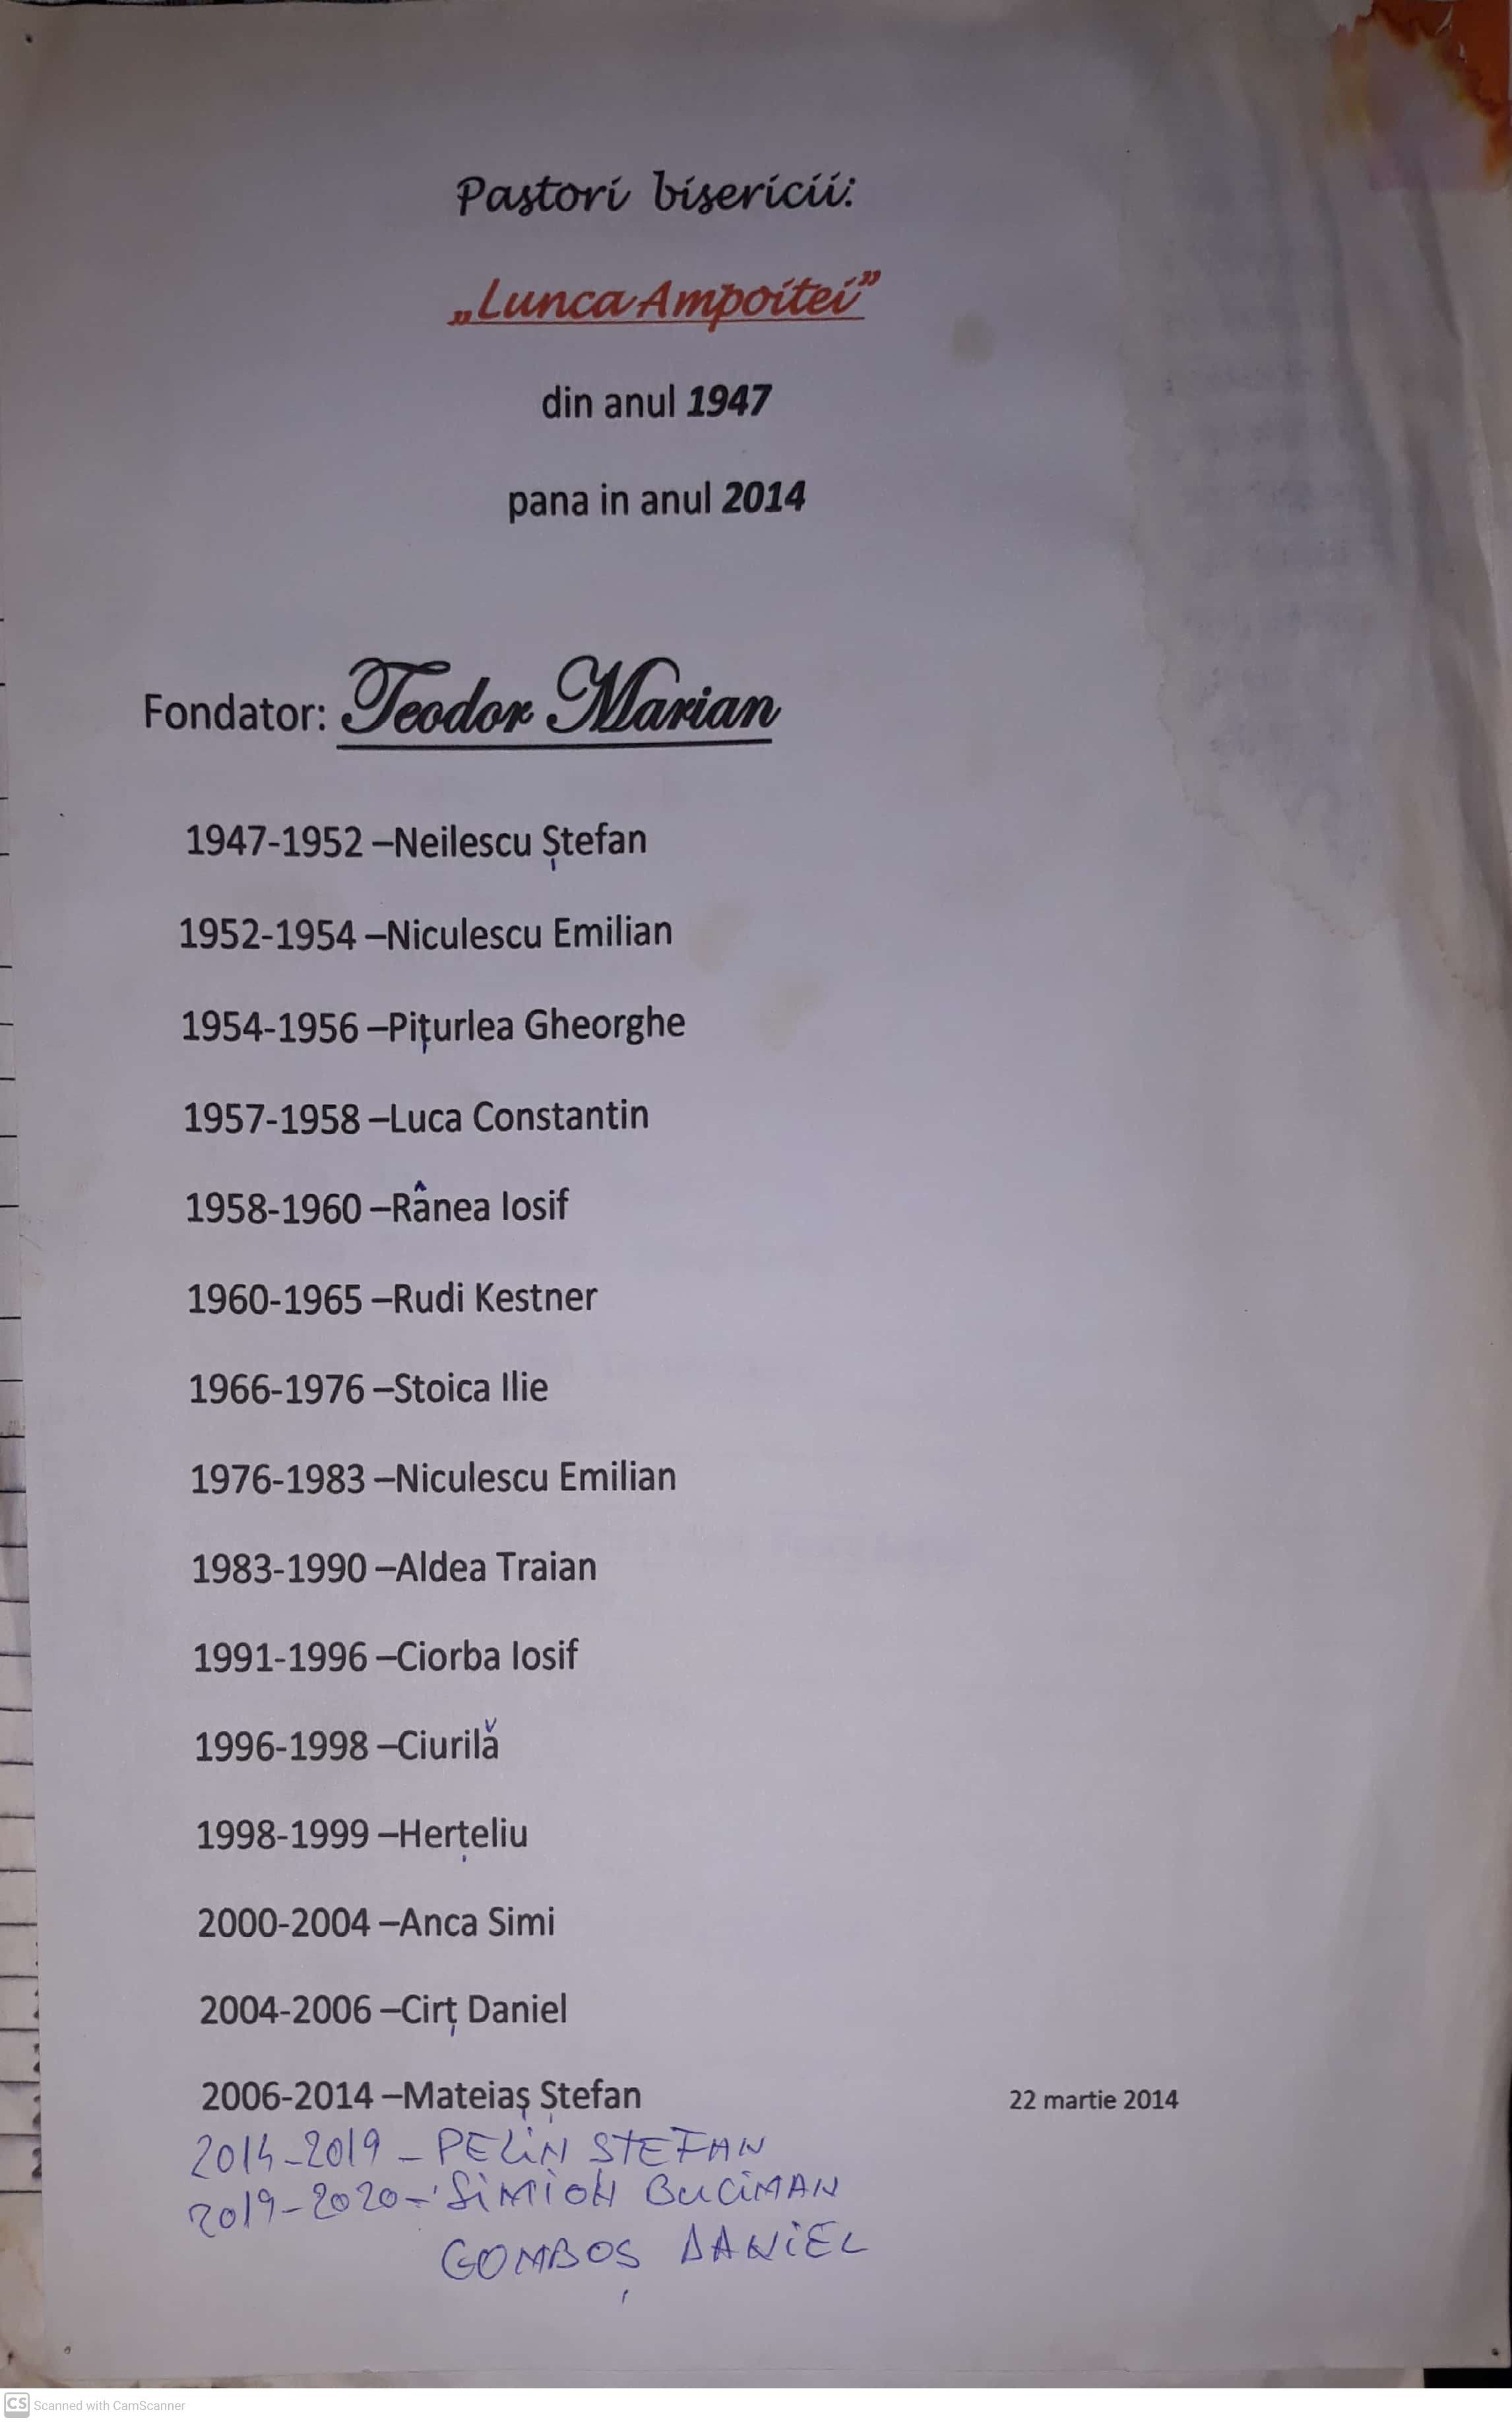 Pastori bisericii:
„Lunca Ampoitei”
din anul 1947
pana in anul 2014
Fondator: Teodor Marian
1947-1952 –Neilescu Ștefan
1952-1954 –Niculescu Emilian
1954-1956 –Pițurlea Gheorghe
1957-1958 –Luca Constantin
1958-1960 –Rânea Iosif
1960-1965 –Rudi Kestner
1966-1976 –Stoica Ilie
1976-1983 –Niculescu Emilian
1983-1990 –Aldea Traian
1991-1996 –Ciorba Iosif
1996-1998 –Ciurilă
1998-1999 –Herțeliu
2000-2004 –Anca Simi
2004-2006 –Cirț Daniel
2006-2014 –Mateiaș Ștefan 22 martie 2014
2014-2019 – PELiN STEFAN
2019-2020 – SiMiON BUCiMAN
GOMBOȘ DANiEL
CS Scanned with CamScanner